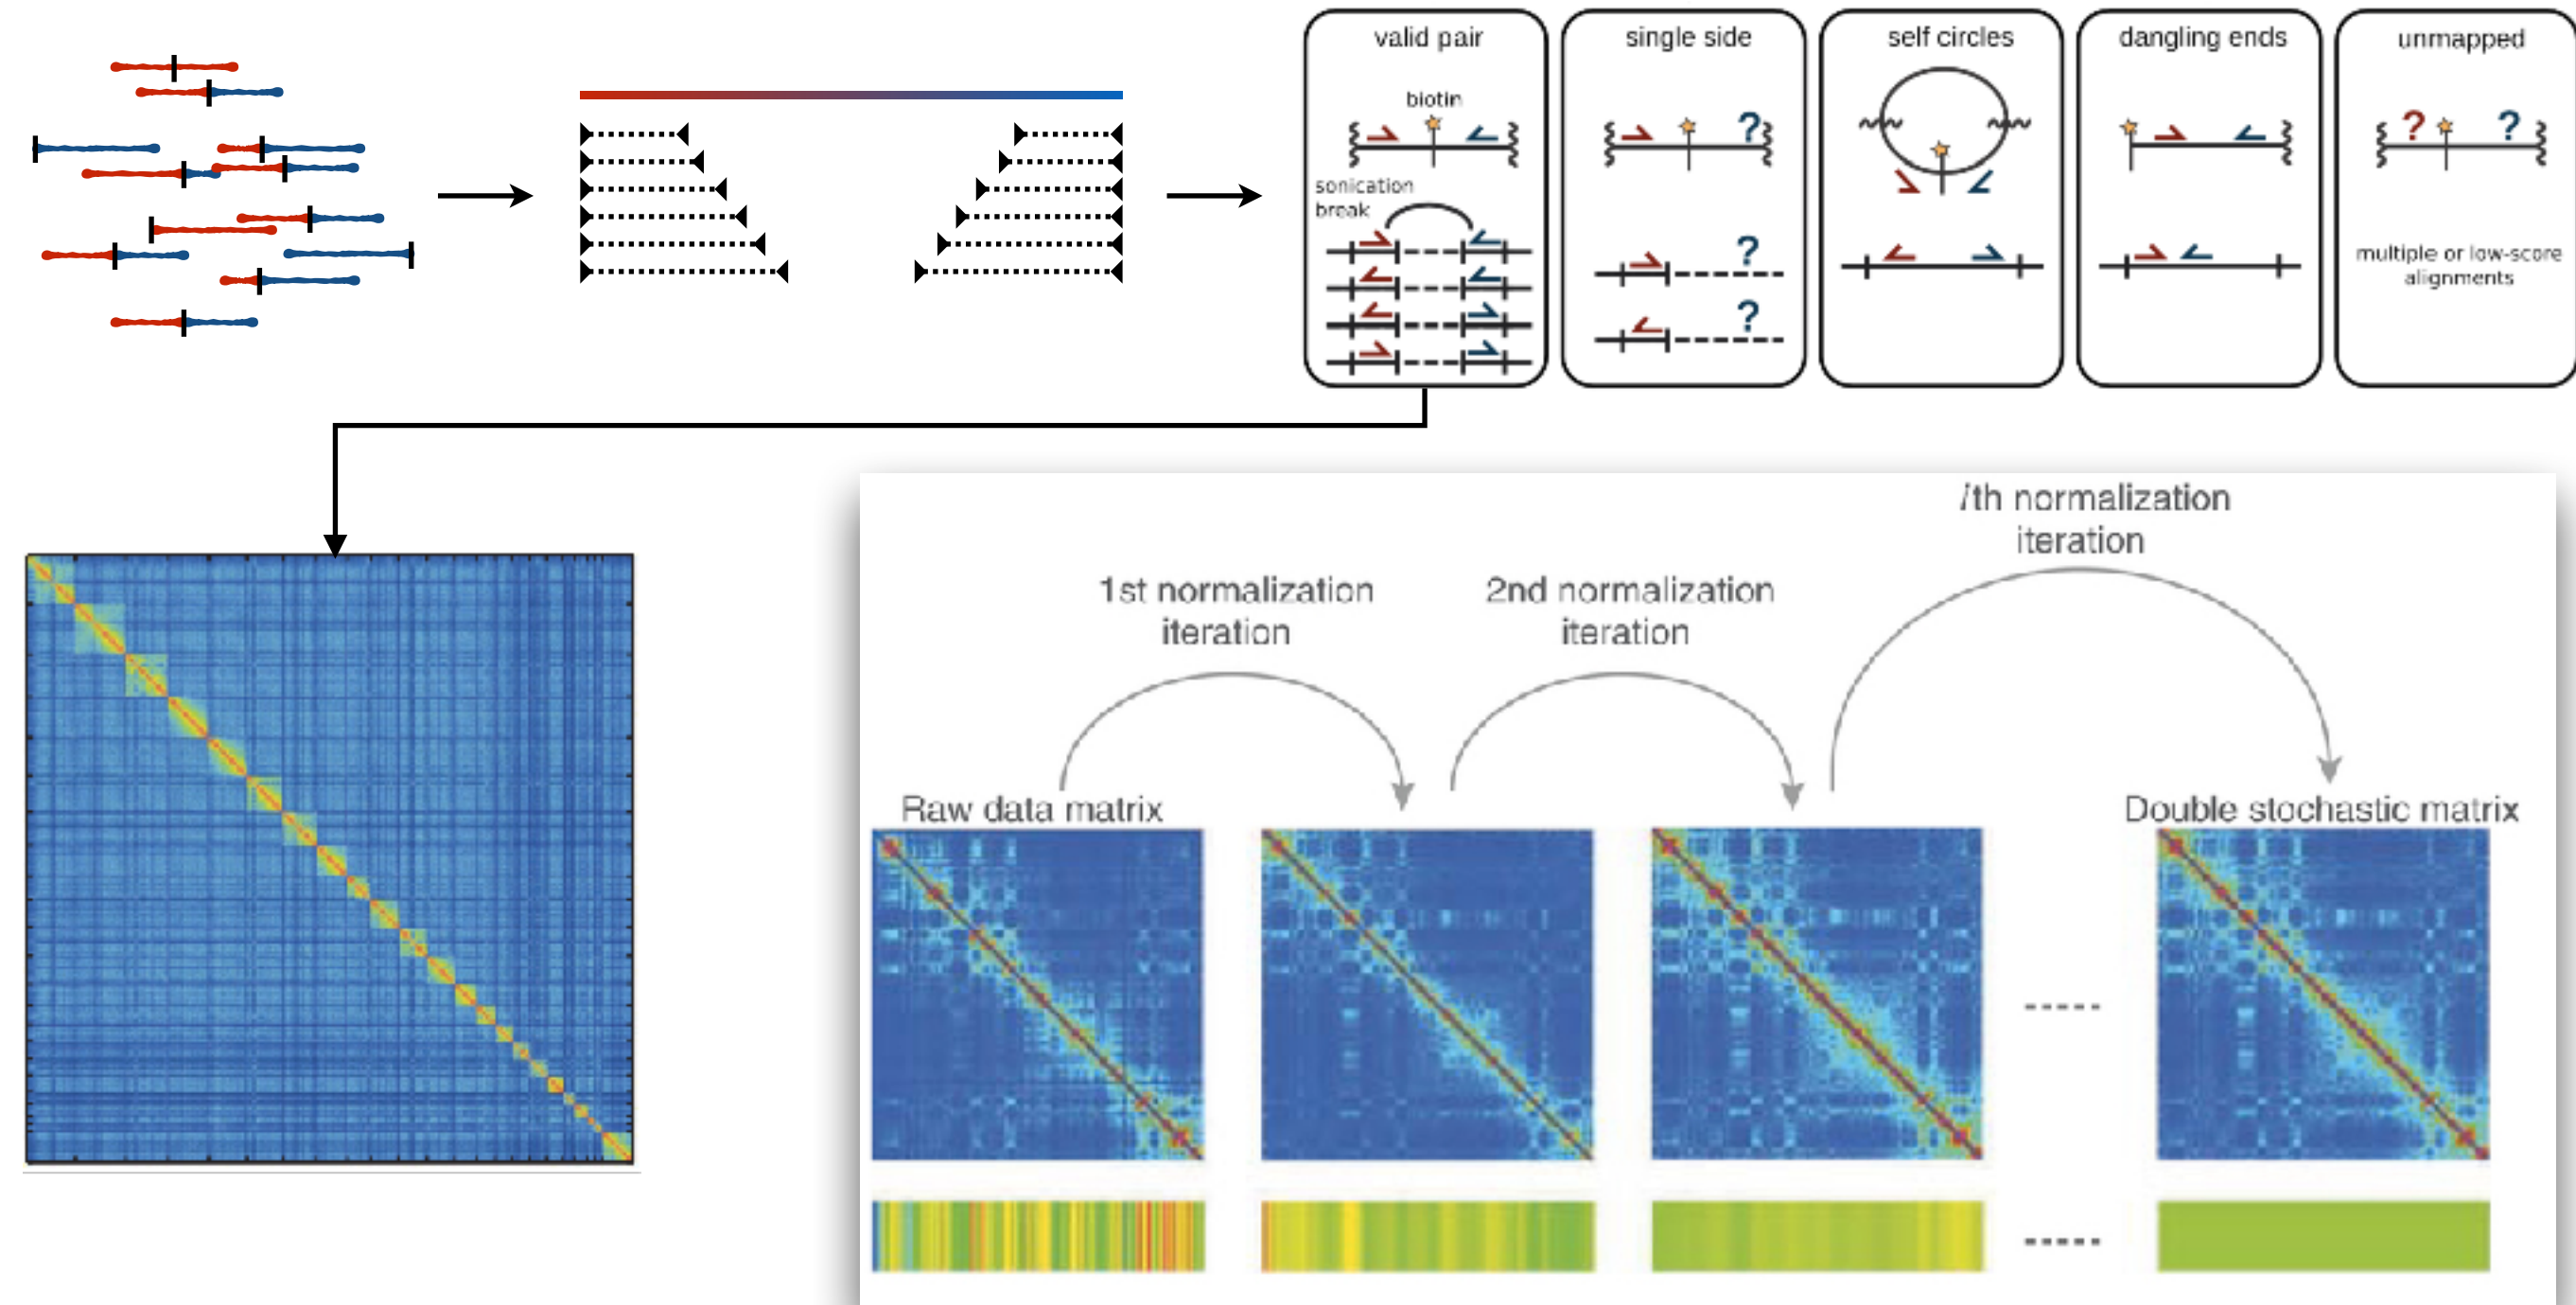 valid pair
biotin
sonication
break
single side
?
?
?
self circles
dangling ends
unmapped
? ?
multiple or low-score
alignments
ith normalization
iteration
1st normalization
iteration
2nd normalization
iteration
Raw data matrix
Double stochastic matrix